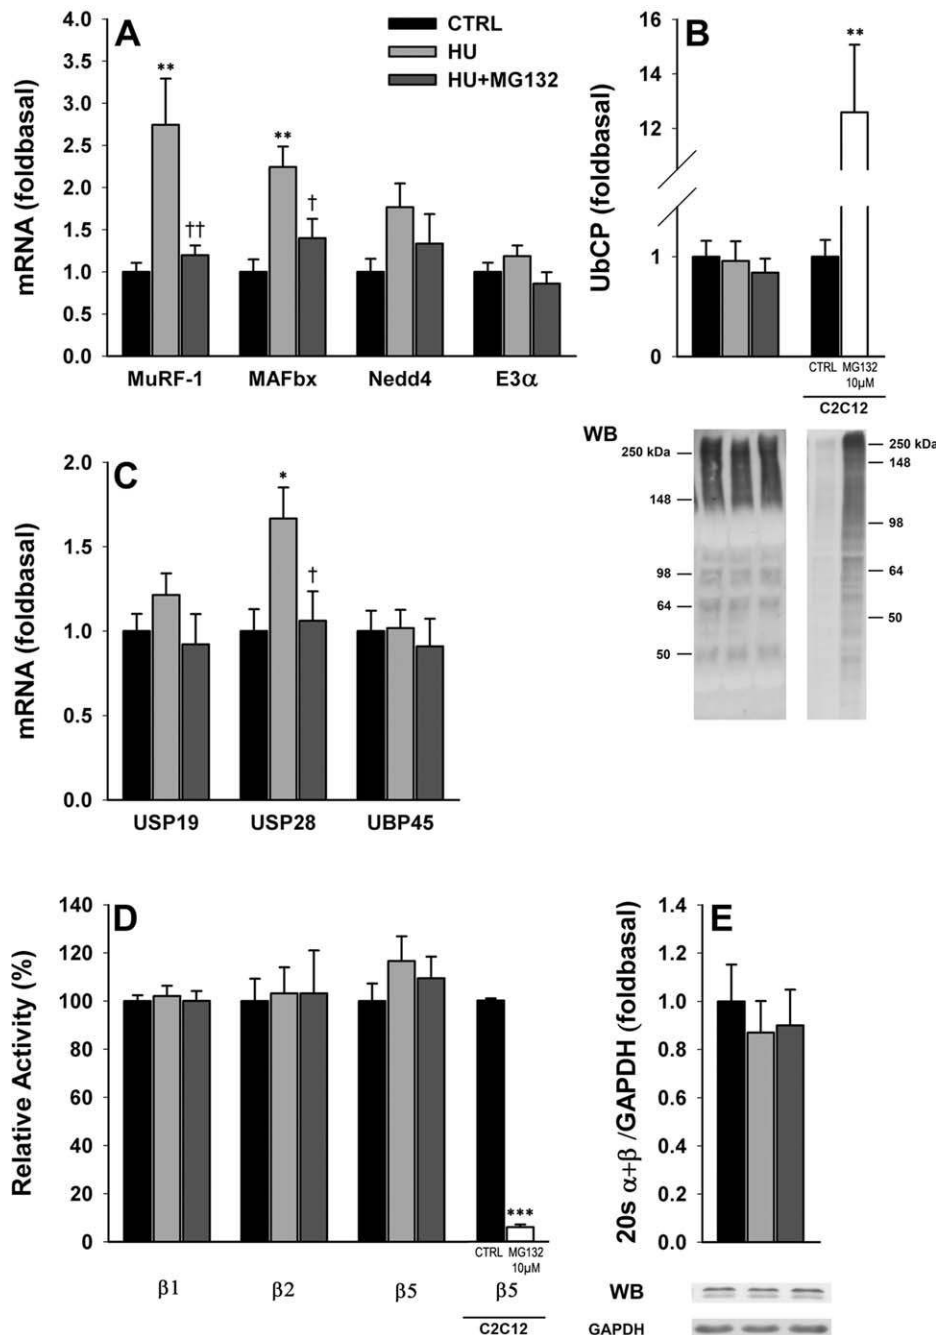 A
mRNA (foldbasal)
4.0
3.5
3.0
2.5
2.0
1.5
1.0
0.5
0.0
CTRL
HU
HU+MG132
**
††
**
†
MuRF-1 MAFbx Nedd4 E3α
B
UbCP (foldbasal)
16
14
12
1
0
**
CTRL MG132
10µM
C2C12
WB
250 kDa
148
98
64
50
250 kDa
148
98
64
50
C
mRNA (foldbasal)
2.0
1.5
1.0
0.5
0.0
*
†
USP19 USP28 UBP45
D
Relative Activity (%)
140
120
100
80
60
40
20
0
***
CTRL MG132
10µM
β1 β2 β5 β5
C2C12
E
20s α+β /GAPDH (foldbasal)
1.4
1.2
1.0
0.8
0.6
0.4
0.2
0.0
WB
GAPDH